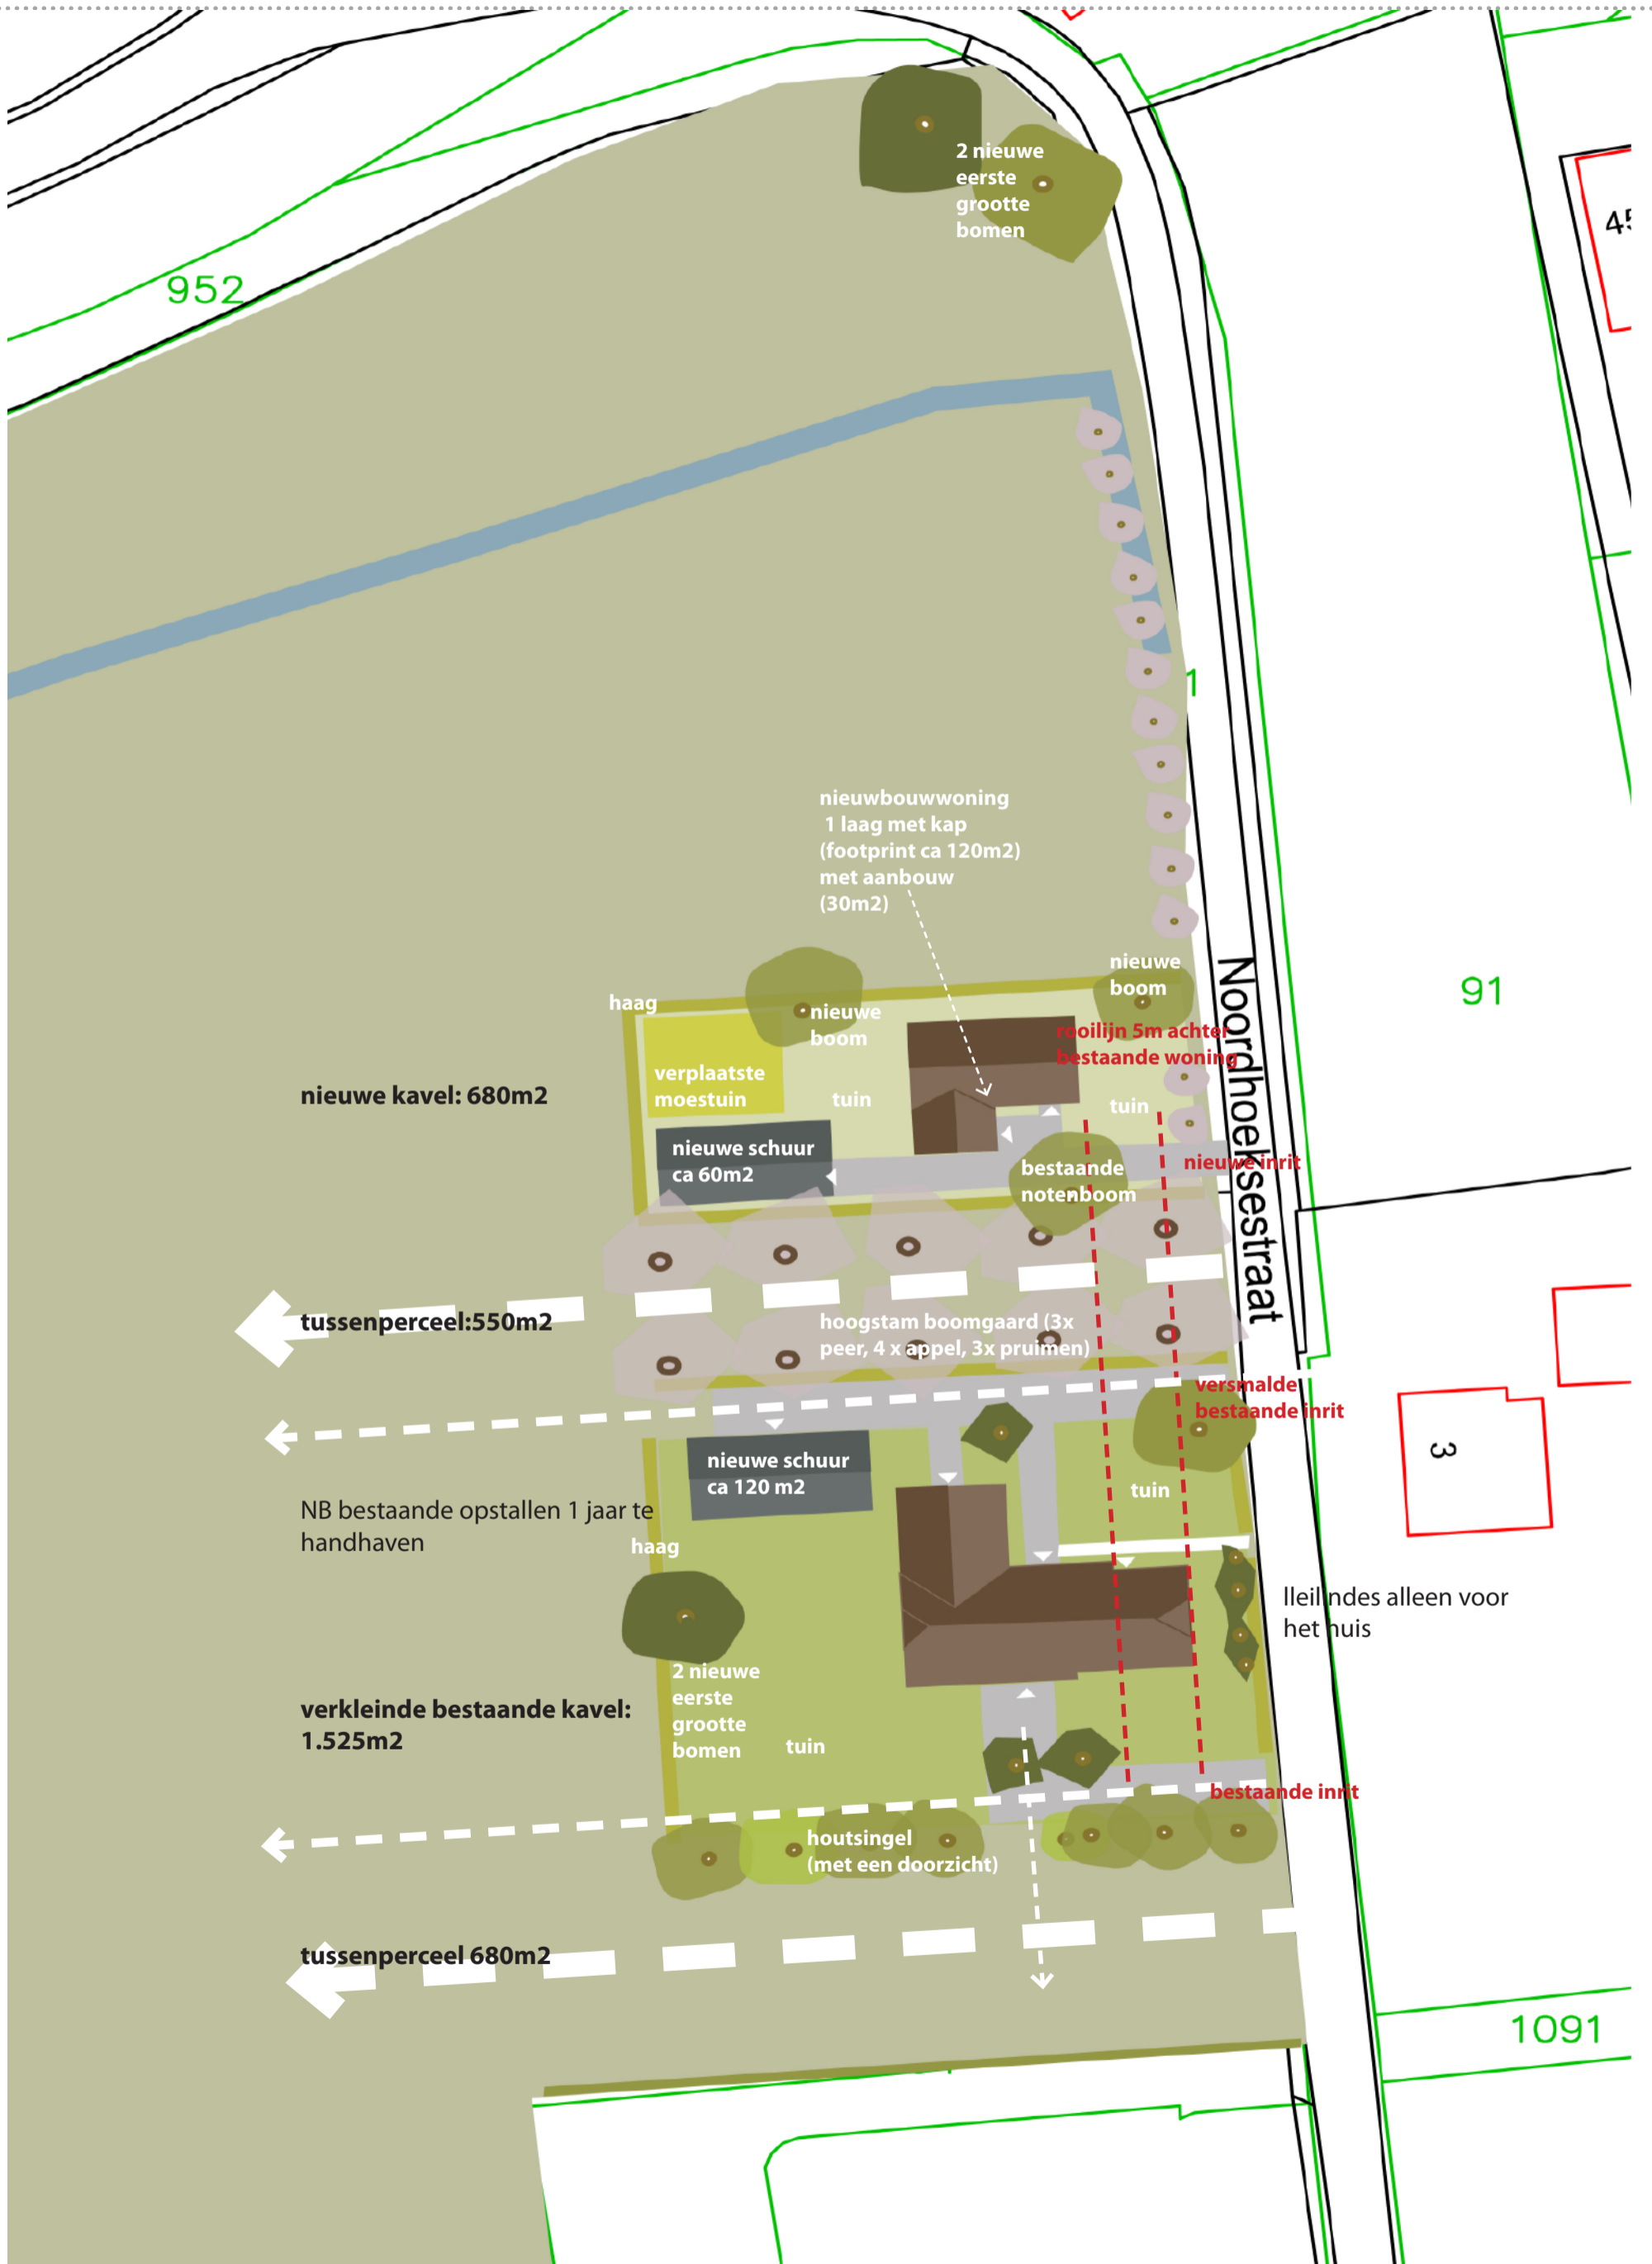 2 nieuwe
eerste
grootte
bomen
952
1
nieuwbouwwoning
1 laag met kap
(footprint ca 120m2)
met aanbouw
(30m2)
nieuwe
boom
haag
nieuwe
boom
91
Noordhoeksestraat
rooilijn 5m achter
bestaande woning
verplaatste
moestuin
tuin
tuin
nieuwe kavel: 680m2
nieuwe schuur
ca 60m2
bestaande
notenboom
nieuwe inrit
tussenperceel:550m2
hoogstam boomgaard (3x
peer, 4 x appel, 3x pruimen)
versmalde
bestaande inrit
3
nieuwe schuur
ca 120 m2
tuin
NB bestaande opstallen 1 jaar te
handhaven
haag
lleilindes alleen voor
het huis
2 nieuwe
eerste
grootte
bomen
tuin
verkleinde bestaande kavel:
1.525m2
bestaande inrit
houtsingel
(met een doorzicht)
tussenperceel 680m2
1091